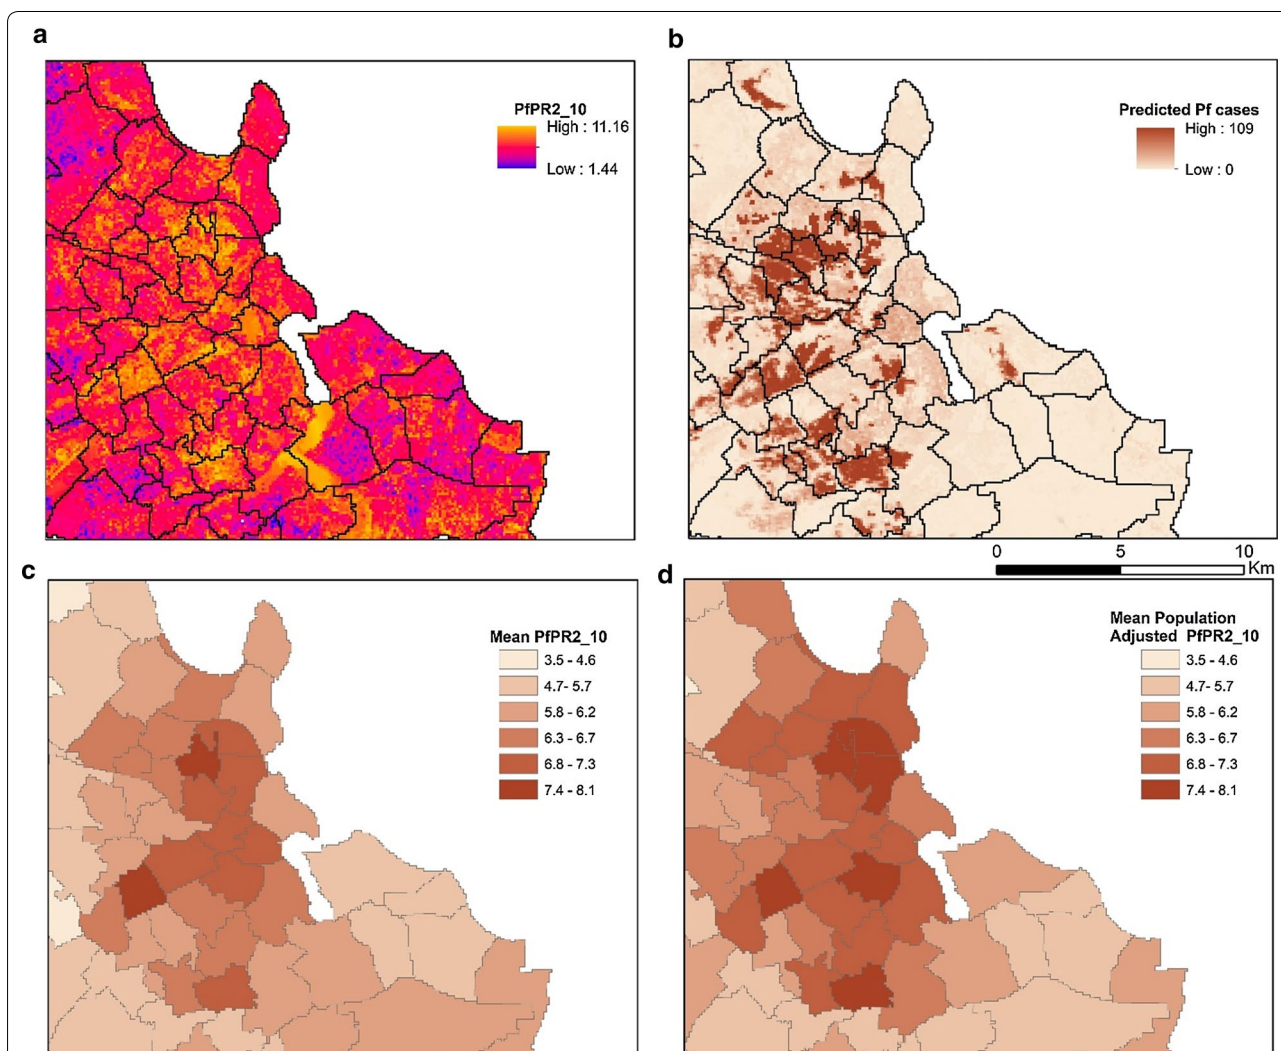 a
PfPR2_10
High : 11.16
Low : 1.44
b
Predicted Pf cases
High : 109
Low : 0
0 5 10
Km
c
Mean PfPR2_10
3.5 - 4.6
4.7- 5.7
5.8 - 6.2
6.3 - 6.7
6.8 - 7.3
7.4 - 8.1
d
Mean Population
Adjusted PfPR2_10
3.5 - 4.6
4.7 - 5.7
5.8 - 6.2
6.3 - 6.7
6.8 - 7.3
7.4 - 8.1